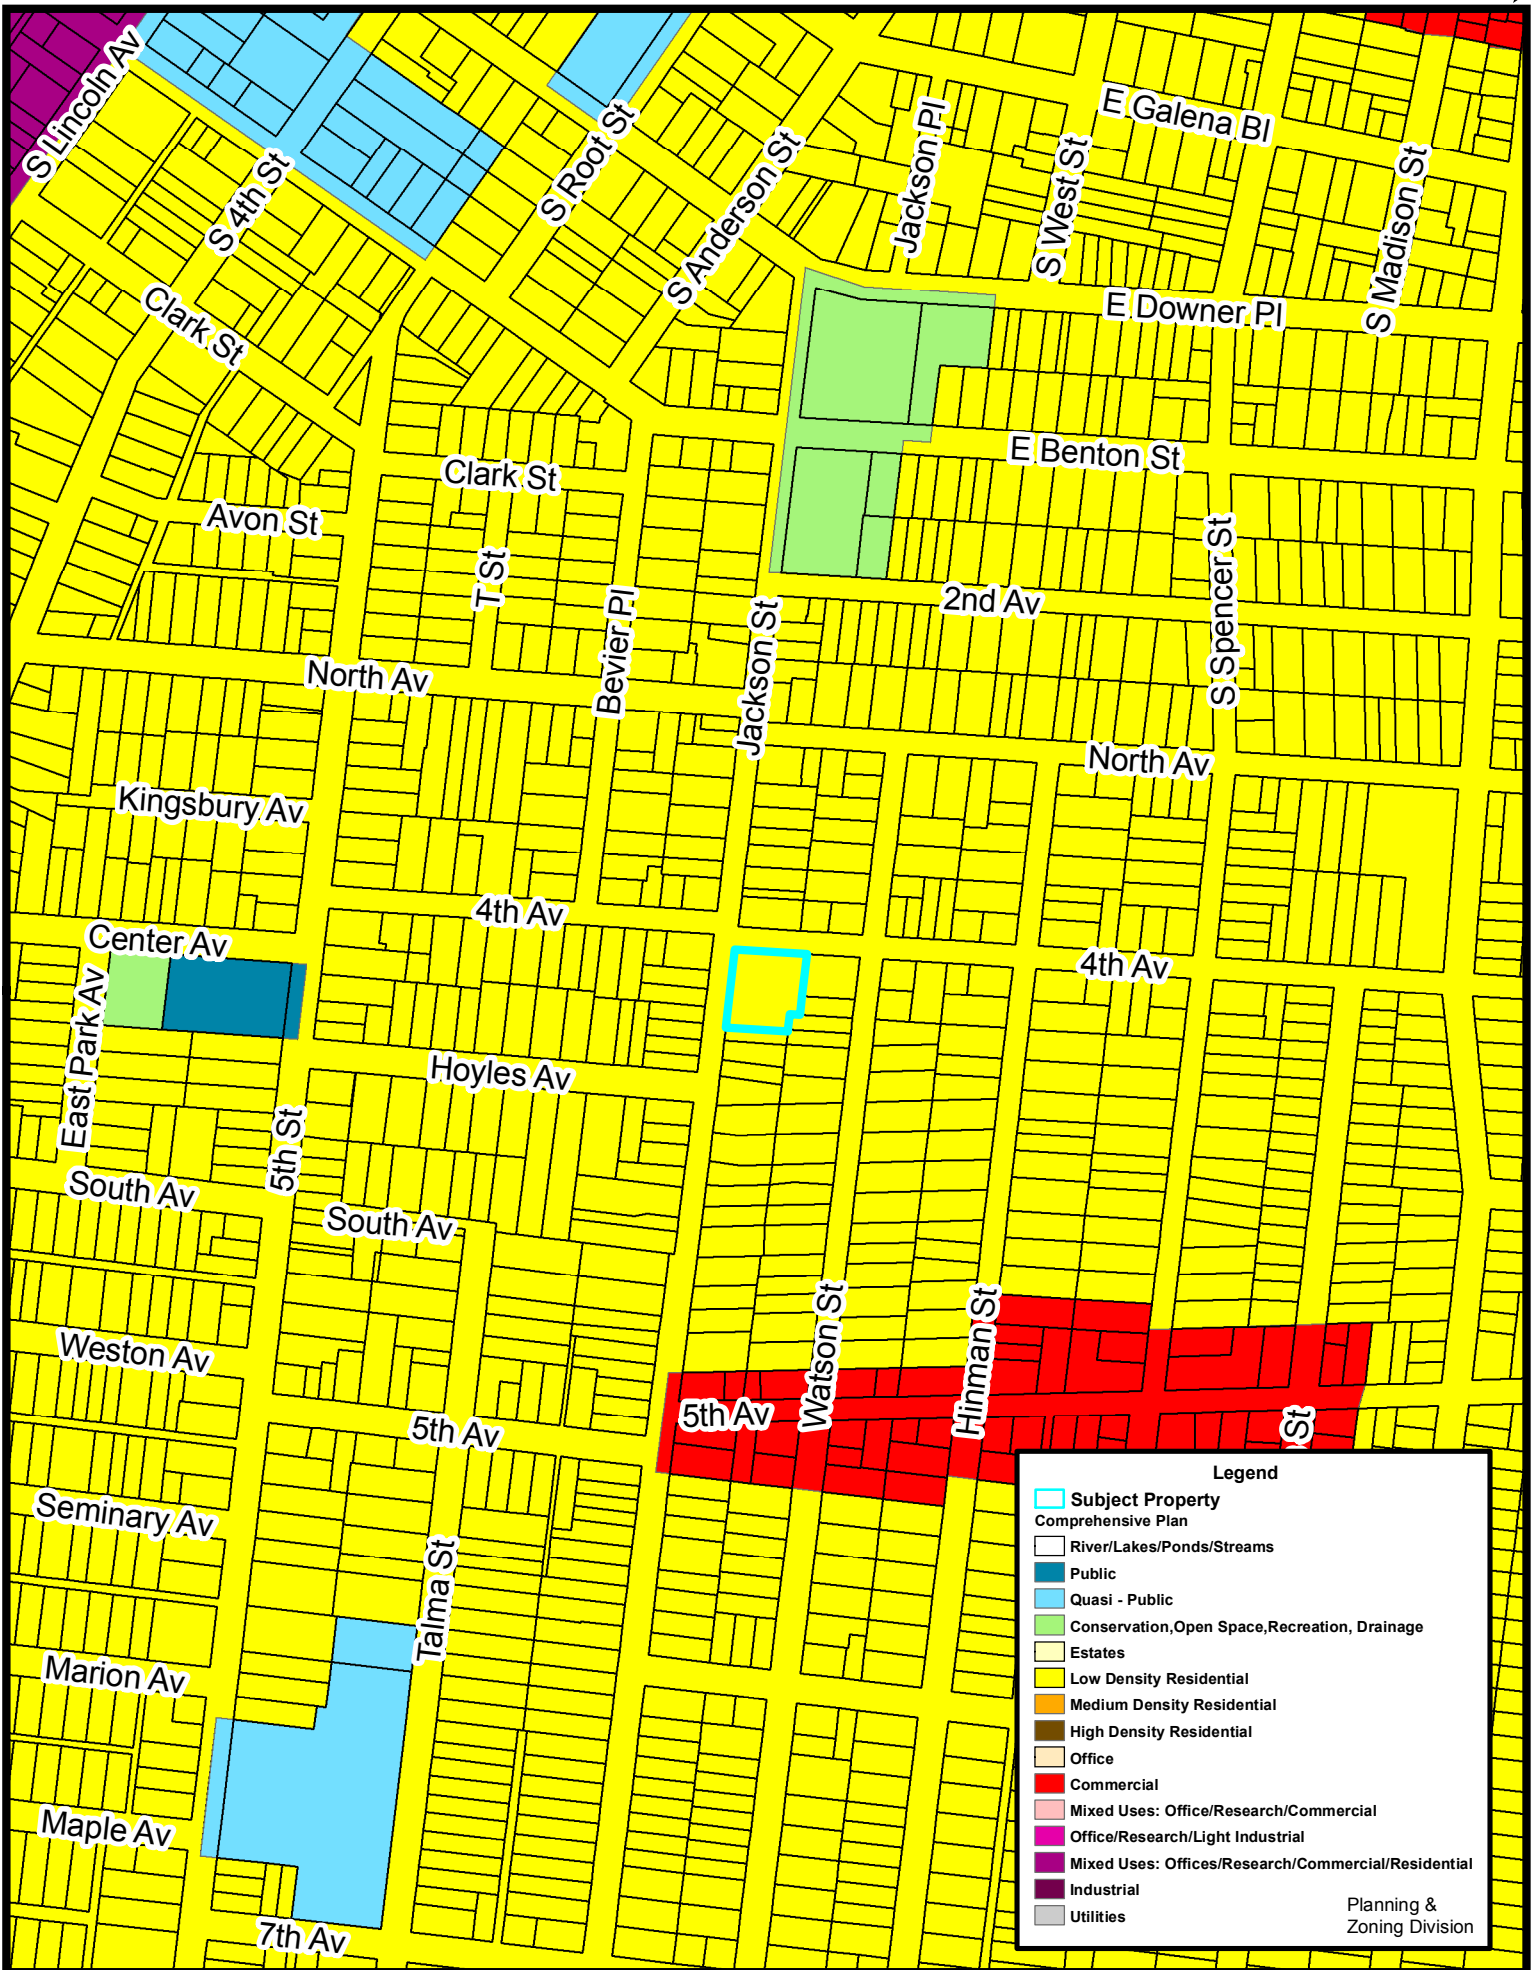 S Lincoln Av
S 4th St
S Root St
S Anderson St
Jackson Pl
S West St
E Galena Bl
S Madison St
E Downer Pl
Clark St
Clark St
Avon St
T St
E Benton St
2nd Av
S Spencer St
Bevier Pl
Jackson St
North Av
North Av
Kingsbury Av
4th Av
Center Av
4th Av
East Park Av
Hoyles Av
5th St
South Av
South Av
Weston Av
Watson St
Hinman St
5th Av
5th Av
St
Seminary Av
Talma St
Marion Av
Maple Av
7th Av
Legend
Subject Property
Comprehensive Plan
River/Lakes/Ponds/Streams
Public
Quasi - Public
Conservation,Open Space,Recreation, Drainage
Estates
Low Density Residential
Medium Density Residential
High Density Residential
Office
Commercial
Mixed Uses: Office/Research/Commercial
Office/Research/Light Industrial
Mixed Uses: Offices/Research/Commercial/Residential
Industrial
Utilities
Planning &
Zoning Division